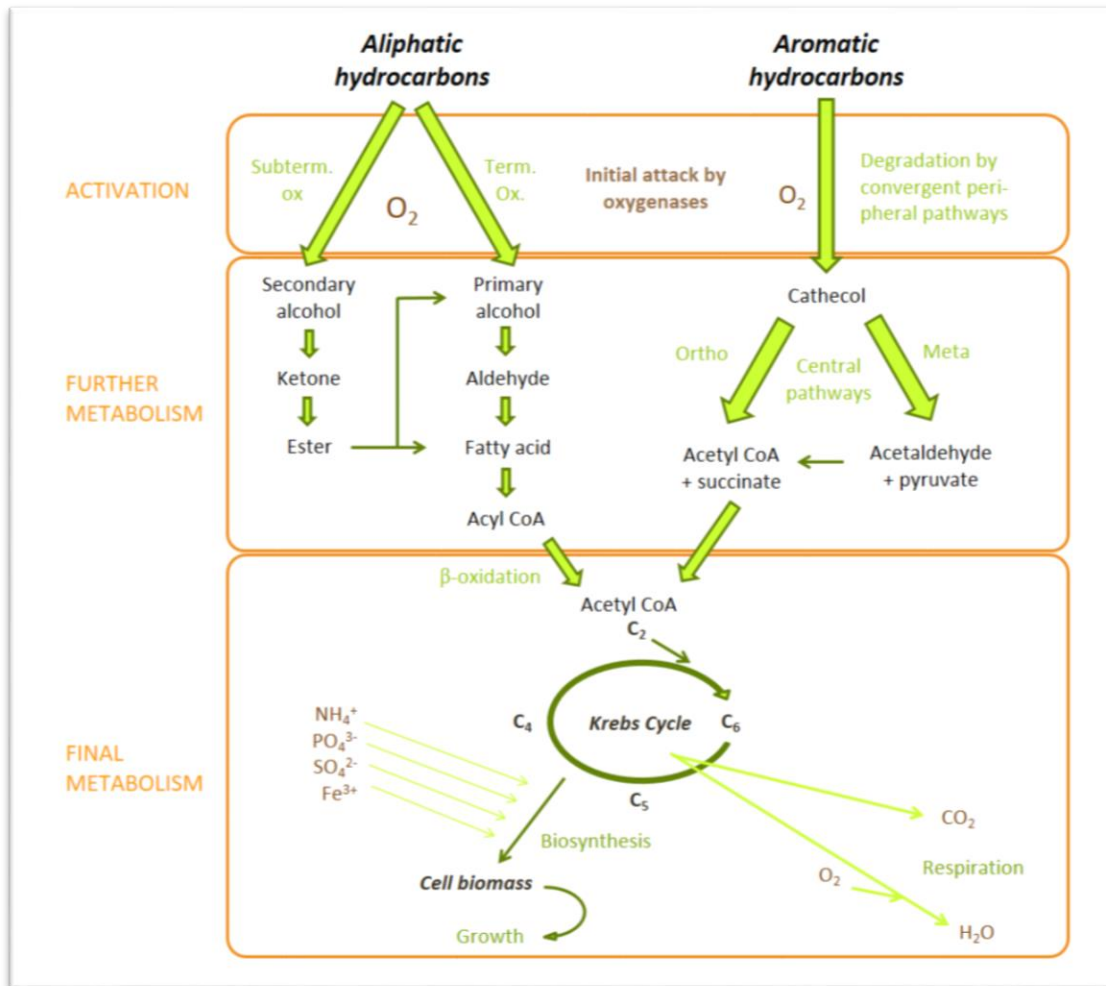 Aliphatic
hydrocarbons
Aromatic
hydrocarbons
ACTIVATION
Subterm.
ox
O₂
Term.
Ox.
Initial attack by
oxygenases
O₂
Degradation by
convergent peri-
pheral pathways
FURTHER
METABOLISM
Secondary
alcohol
Primary
alcohol
Cathecol
Ketone
Aldehyde
Ortho
Central
pathways
Meta
Ester
Fatty acid
Acetyl CoA
+ succinate
Acetaldehyde
+ pyruvate
Acyl CoA
FINAL
METABOLISM
β-oxidation
Acetyl CoA
C₂
C₄
Krebs Cycle
C₆
C₅
NH₄⁺
PO₄³⁻
SO₄²⁻
Fe³⁺
Biosynthesis
Cell biomass
Growth
CO₂
O₂
Respiration
H₂O